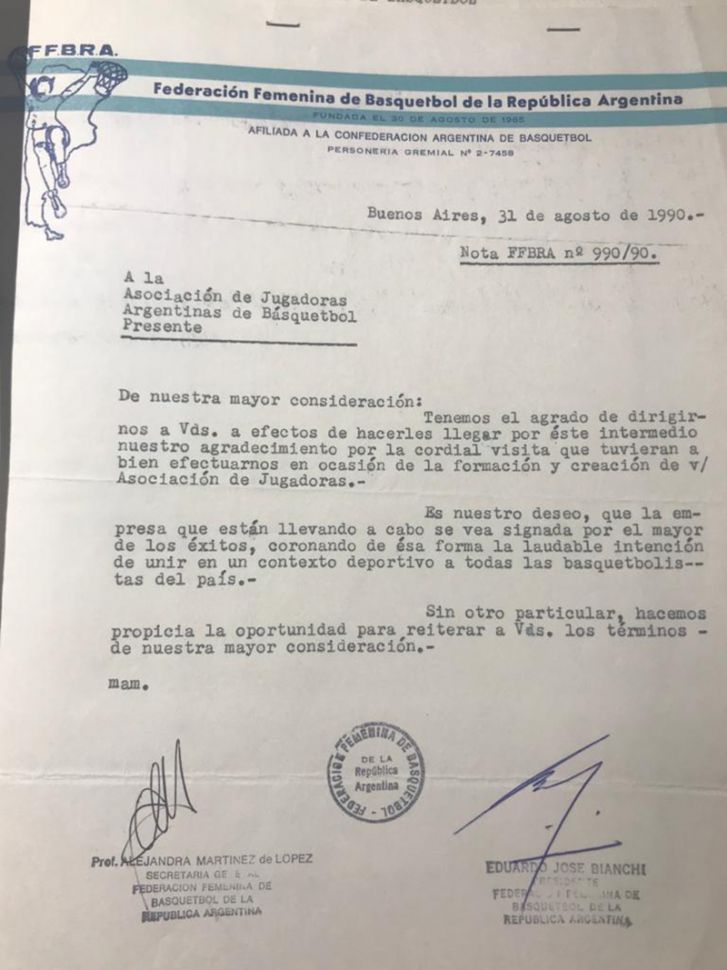 F.F.B.R.A.
Federación Femenina de Basquetbol de la República Argentina
FUNDADA EL 30 DE AGOSTO DE 1985
AFILIADA A LA CONFEDERACION ARGENTINA DE BASQUETBOL
PERSONERIA GREMIAL Nº 2-7458
Buenos Aires, 31 de agosto de 1990.-
Nota FFBRA nº 990/90.
A la
Asociación de Jugadoras
Argentinas de Básquetbol
Presente
De nuestra mayor consideración:
Tenemos el agrado de dirigir-
nos a Vds. a efectos de hacerles llegar por éste intermedio
nuestro agradecimiento por la cordial visita que tuvieran a
bien efectuarnos en ocasión de la formación y creación de v/
Asociación de Jugadoras.-
Es nuestro deseo, que la em-
presa que están llevando a cabo se vea signada por el mayor
de los éxitos, coronando de ésa forma la laudable intención
de unir en un contexto deportivo a todas las basquetbolis--
tas del país.-
Sin otro particular, hacemos
propicia la oportunidad para reiterar a Vds. los términos -
de nuestra mayor consideración.-
mam.
FEDERACION FEMENINA DE BASQUETBOL -
DE LA
República
Argentina
Prof. ALEJANDRA MARTINEZ de LOPEZ
SECRETARIA
FEDERACION FEMENINA DE
BASQUETBOL DE LA
REPUBLICA ARGENTINA
EDUARDO JOSE BIANCHI
PRESIDENTE
FEDERACION FEMENINA DE
BASQUETBOL DE LA
REPUBLICA ARGENTINA